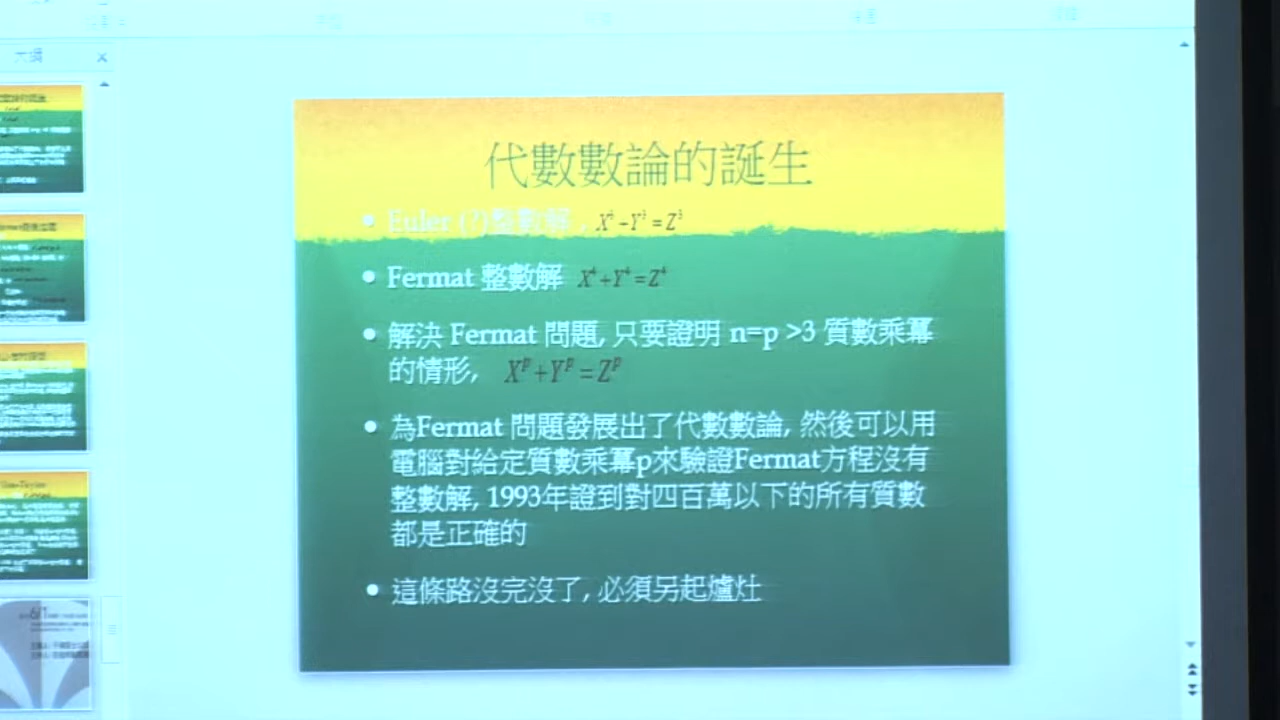 大綱
代數數論的誕生
• Euler (?)整數解, X³-Y³=Z³
• Fermat 整數解 X⁴+Y⁴=Z⁴
• 解決 Fermat 問題, 只要證明 n=p >3 質數乘冪
的情形, Xᵖ+Yᵖ=Zᵖ
• 為Fermat 問題發展出了代數數論, 然後可以用
電腦對給定質數乘冪p來驗證Fermat方程沒有
整數解, 1993年證到對四百萬以下的所有質數
都是正確的
• 這條路沒完沒了, 必須另起爐灶